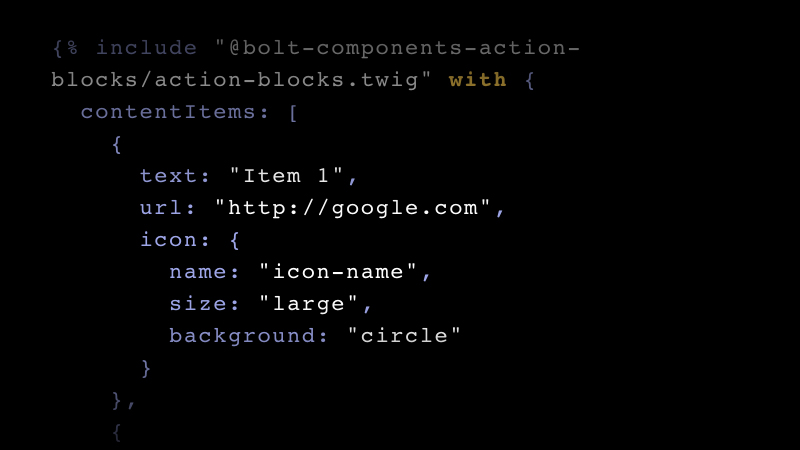 {% include "@bolt-components-action-
blocks/action-blocks.twig" with {
contentItems: [
{
text: "Item 1",
url: "http://google.com",
icon: {
name: "icon-name",
size: "large",
background: "circle"
}
},
{